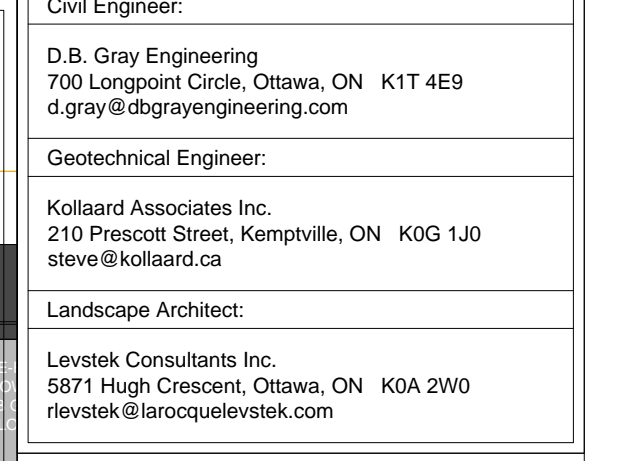 Civil Engineer:
D.B. Gray Engineering
700 Longpoint Circle, Ottawa, ON   K1T 4E9
d.gray@dbgrayengineering.com
Geotechnical Engineer:
Kollaard Associates Inc.
210 Prescott Street, Kemptville, ON   K0G 1J0
steve@kollaard.ca
Landscape Architect:
Levstek Consultants Inc.
5871 Hugh Crescent, Ottawa, ON   K0A 2W0
rlevstek@larocquelevstek.com